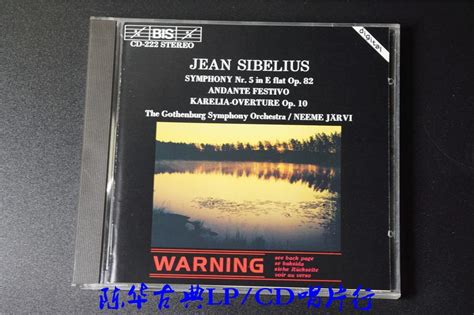 BIS
CD-222 STEREO
DIGITAL
JEAN SIBELIUS
SYMPHONY Nr. 5 in E flat Op. 82
ANDANTE FESTIVO
KARELIA-OVERTURE Op. 10
The Gothenburg Symphony Orchestra / NEEME JÄRVI
WARNING
see back page
se baksida
siehe Rückseite
voir au verso
陈华古典LP/CD唱片行